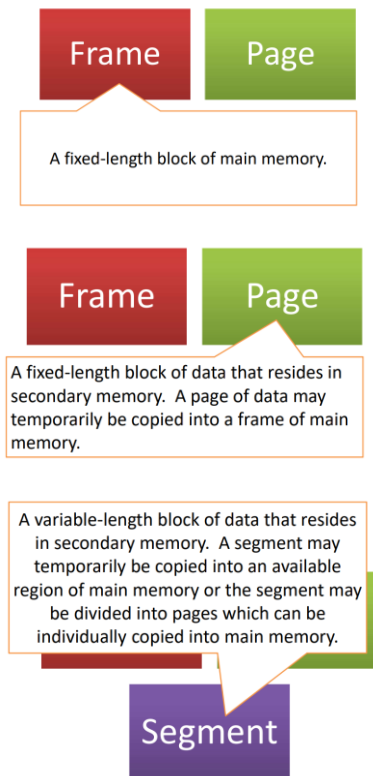 Frame
Page
A fixed-length block of main memory.
Frame
Page
A fixed-length block of data that resides in
secondary memory.  A page of data may
temporarily be copied into a frame of main
memory.
A variable-length block of data that resides
in secondary memory.  A segment may
temporarily be copied into an available
region of main memory or the segment may
be divided into pages which can be
individually copied into main memory.
Segment